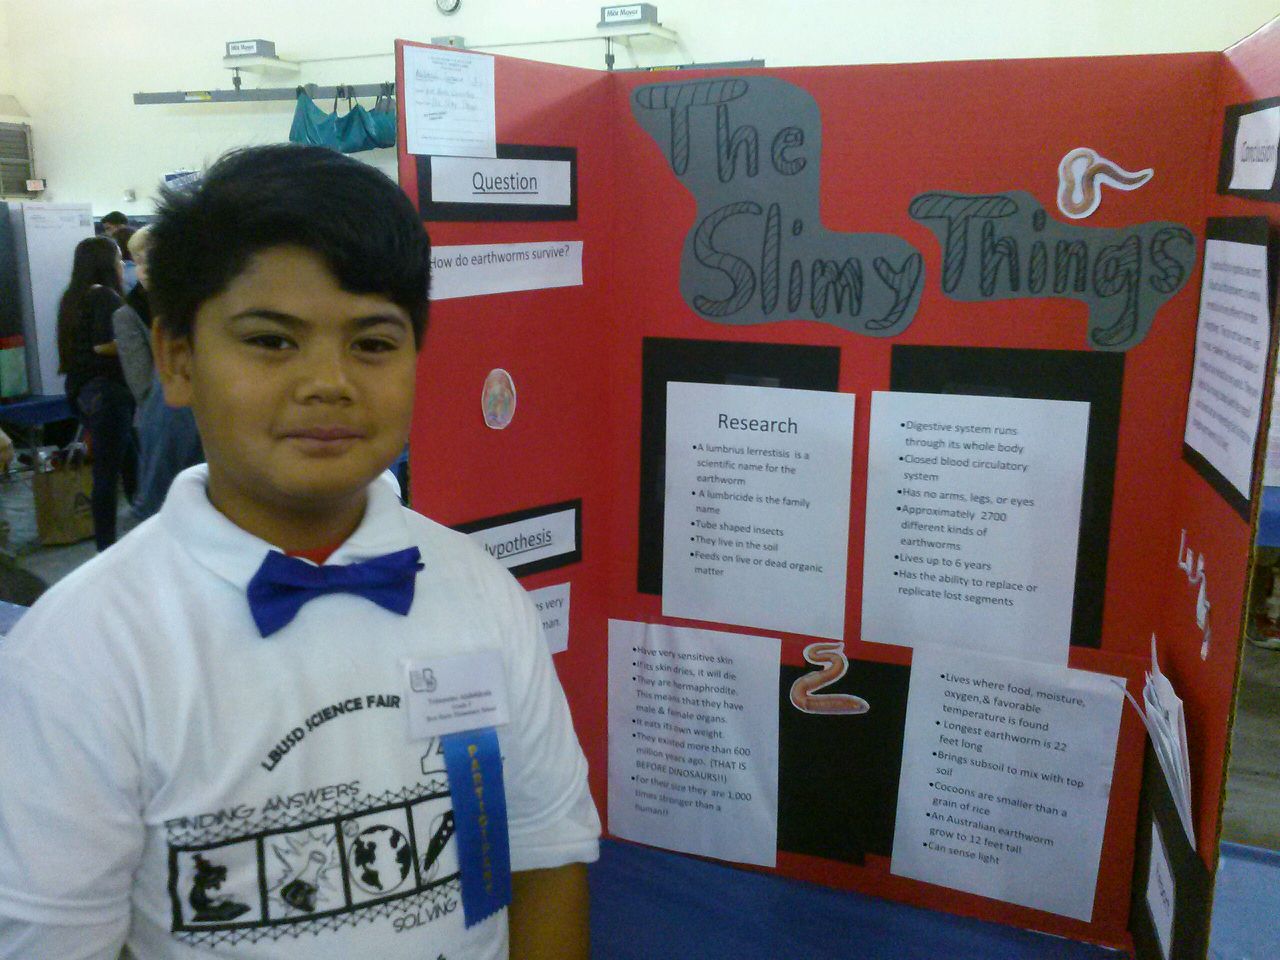 Mat Mover
Mat Mover
The
Slimy Things
Question
How do earthworms survive?
Hypothesis
Research
•A lumbrius lerrestisis is a
scientific name for the
earthworm
•A lumbricide is the family
name
•Tube shaped insects
•They live in the soil
•Feeds on live or dead organic
matter
•Digestive system runs
through its whole body
•Closed blood circulatory
system
•Has no arms, legs, or eyes
•Approximately 2700
different kinds of
earthworms
•Lives up to 6 years
•Has the ability to replace or
replicate lost segments
•Have very sensitive skin
•If its skin dries, it will die
•They are hermaphrodite.
This means that they have
male & female organs.
•It eats its own weight.
•They existed more than 600
million years ago. (THAT IS
BEFORE DINOSAURS!!)
•For their size they are 1,000
times stronger than a
human!!
•Lives where food, moisture,
oxygen,& favorable
temperature is found
•Longest earthworm is 22
feet long
•Brings subsoil to mix with top
soil
•Cocoons are smaller than a
grain of rice
•An Australian earthworm
grow to 12 feet tall
•Can sense light
Conclusion
LBUSD SCIENCE FAIR
FINDING ANSWERS
SOLVING
PARTICIPANT